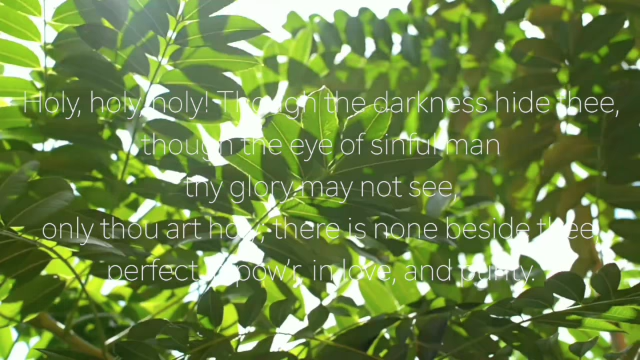 Holy, holy, holy! Though the darkness hide thee,
though the eye of sinful man
thy glory may not see
only thou art holy; there is none beside thee,
perfect in pow'r, in love, and purity.